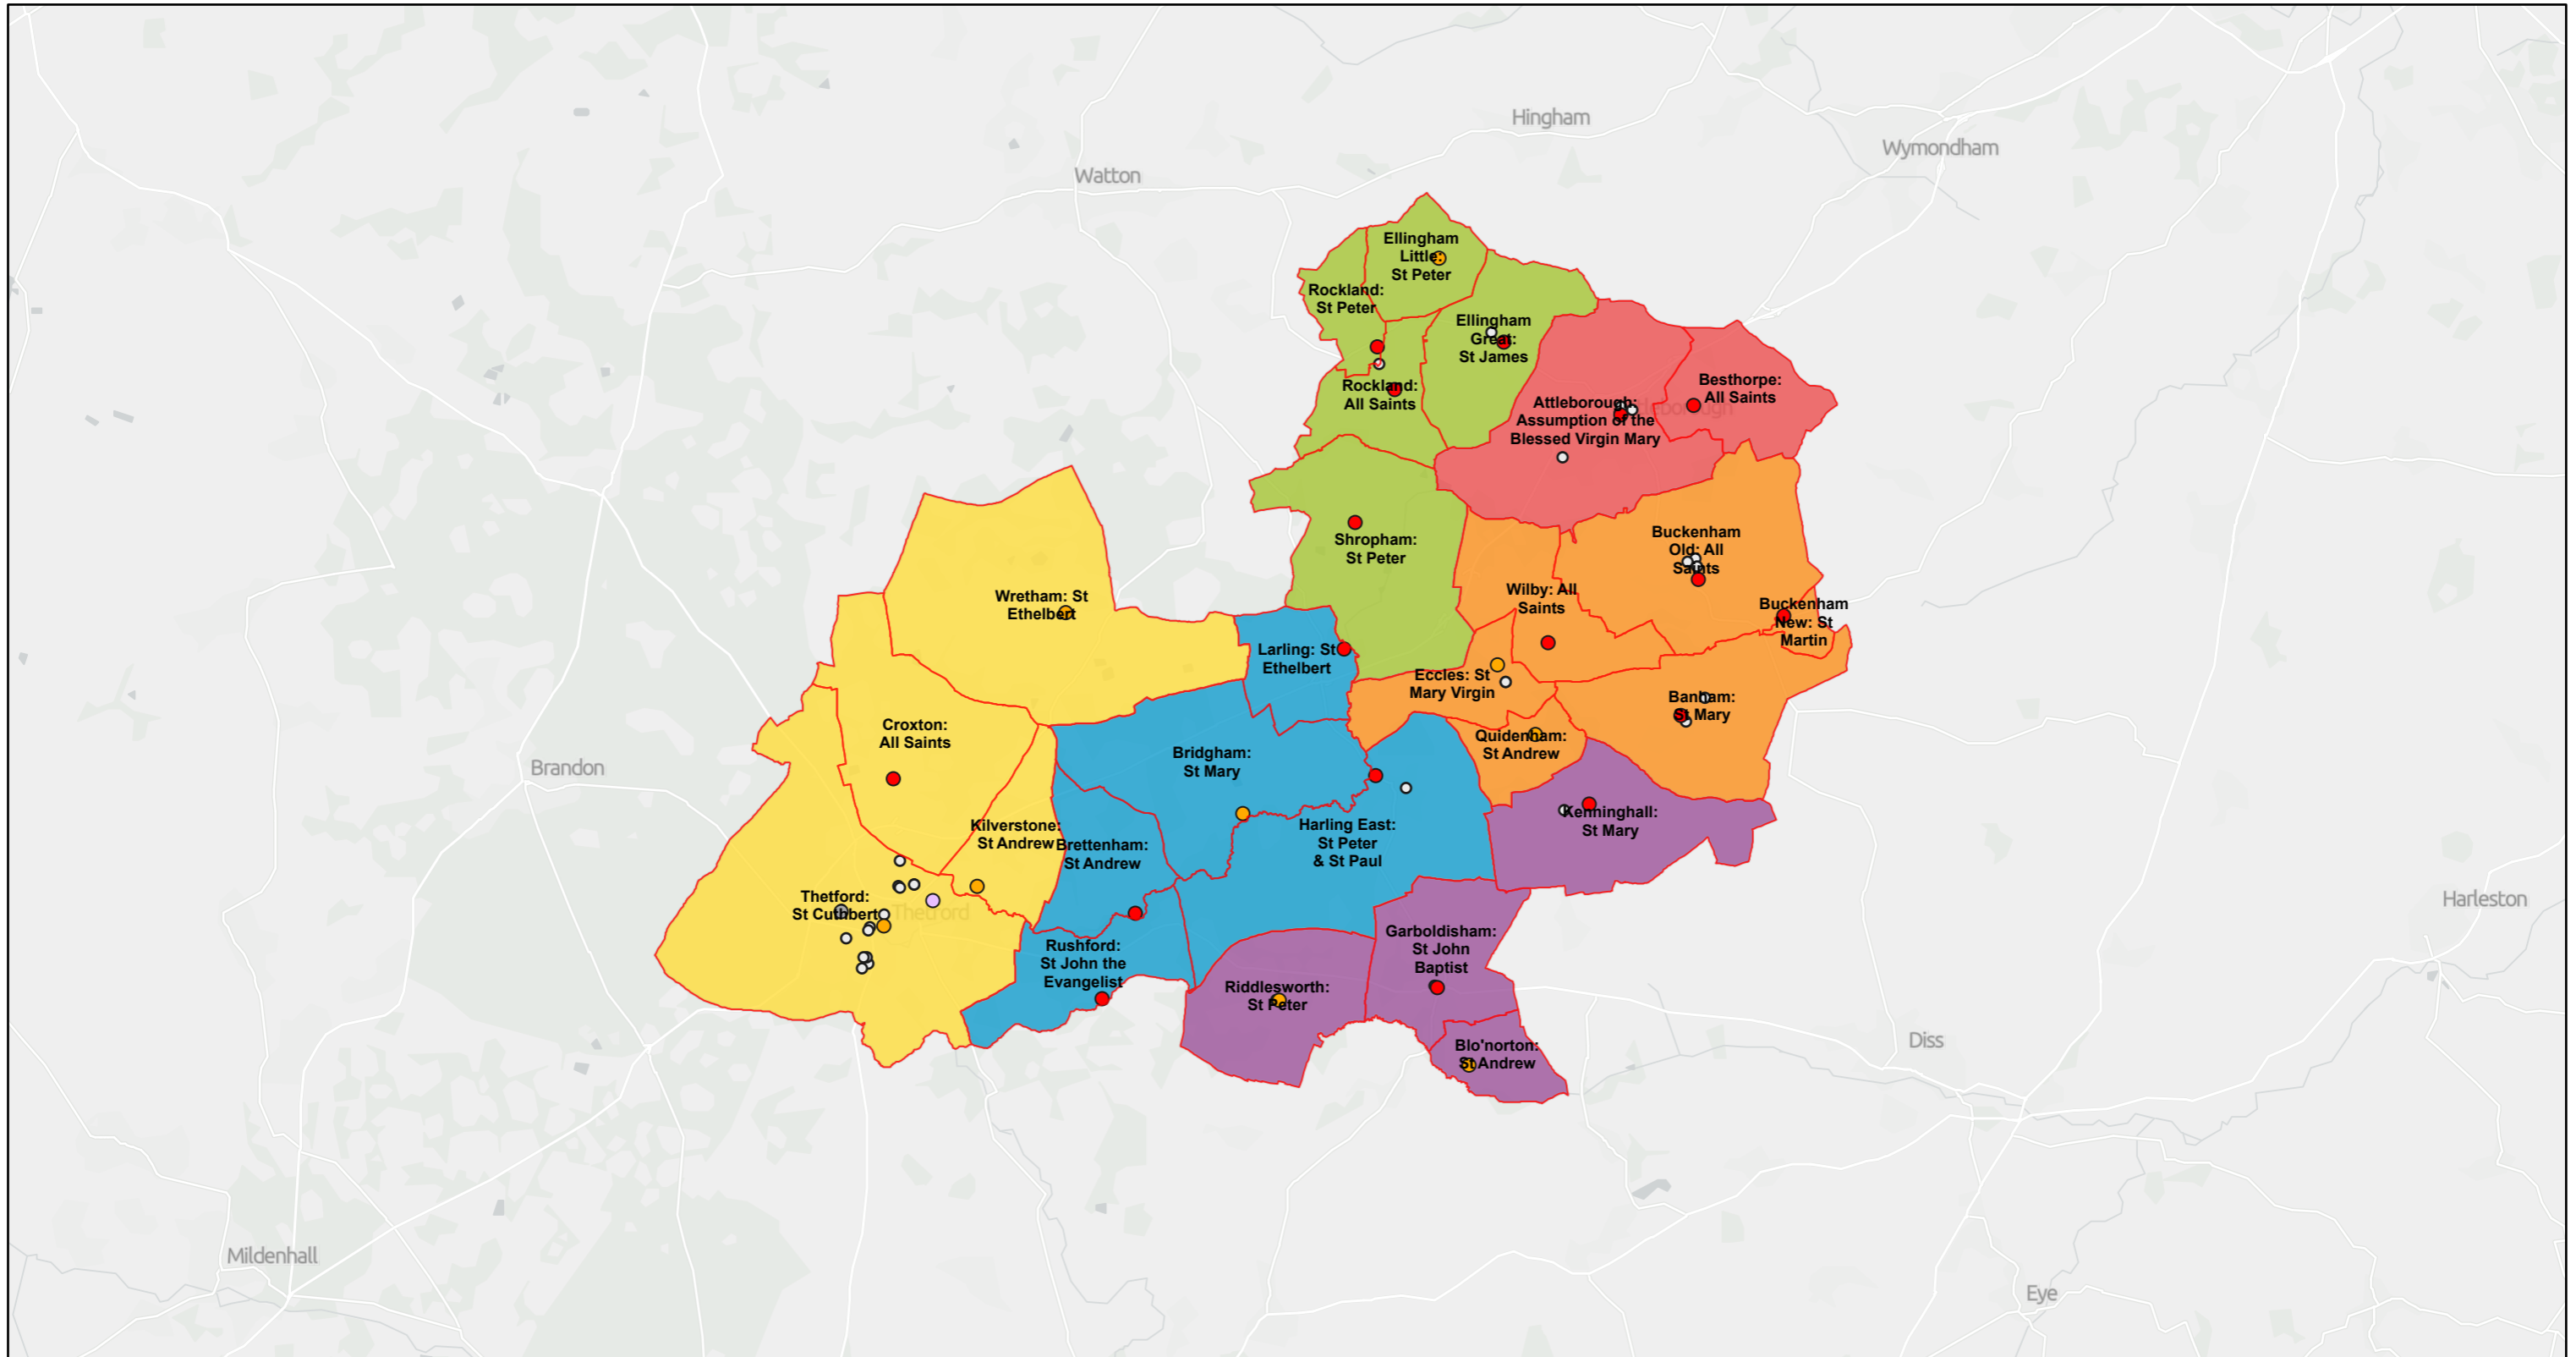 Hingham
Wymondham
Watton
Ellingham
Little:
St Peter
Rockland:
St Peter
Ellingham
Great:
St James
Rockland:
All Saints
Besthorpe:
All Saints
Attleborough:
Assumption of the
Blessed Virgin Mary
Shropham:
St Peter
Buckenham
Old: All
Saints
Wretham: St
Ethelbert
Wilby: All
Saints
Buckenham
New: St
Martin
Larling: St
Ethelbert
Eccles: St
Mary Virgin
Banham:
St Mary
Croxton:
All Saints
Quidenham:
St Andrew
Bridgham:
St Mary
Brandon
Kenninghall:
St Mary
Kilverstone:
St Andrew
Brettenham:
St Andrew
Harling East:
St Peter
& St Paul
Thetford:
St Cuthbert
Thetford
Harleston
Garboldisham:
St John
Baptist
Rushford:
St John the
Evangelist
Riddlesworth:
St Peter
Diss
Blo'norton:
St Andrew
Mildenhall
Eye